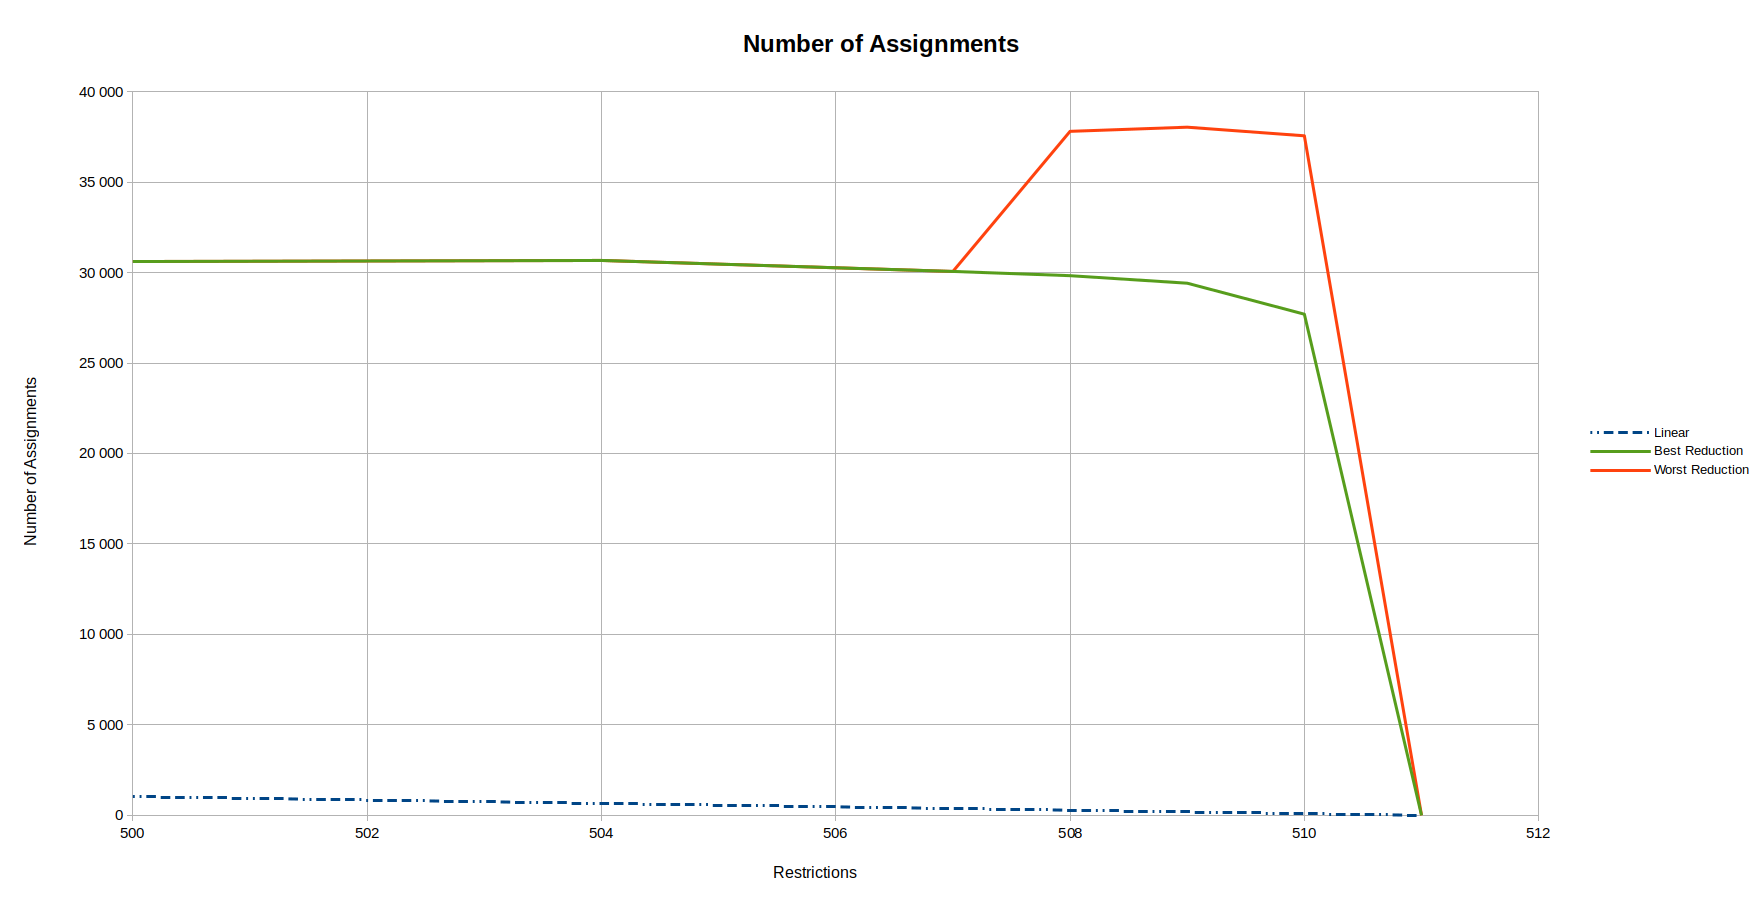 Number of Assignments
40 000
35 000
30 000
25 000
20 000
15 000
10 000
5 000
0
500 502 504 506 508 510 512
Number of Assignments
Restrictions
Linear
Best Reduction
Worst Reduction